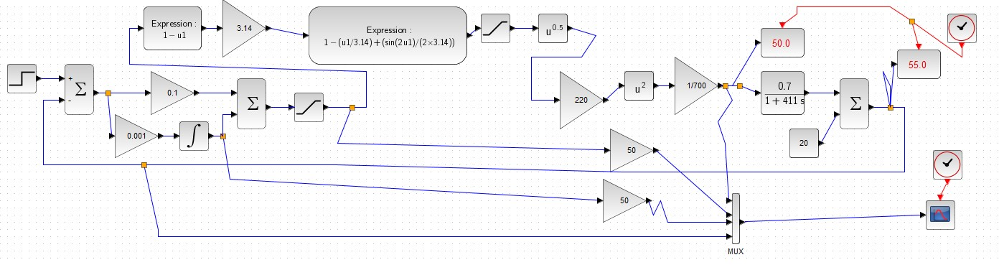 Expression :
1 − u1
3.14
Expression :
1 − (u1/3.14)+(sin(2u1)/(2×3.14))
u^0.5
50.0
55.0
+
-
Σ
0.1
Σ
220
u^2
1/700
0.7
1 + 411 s
Σ
0.001
∫
20
50
50
MUX